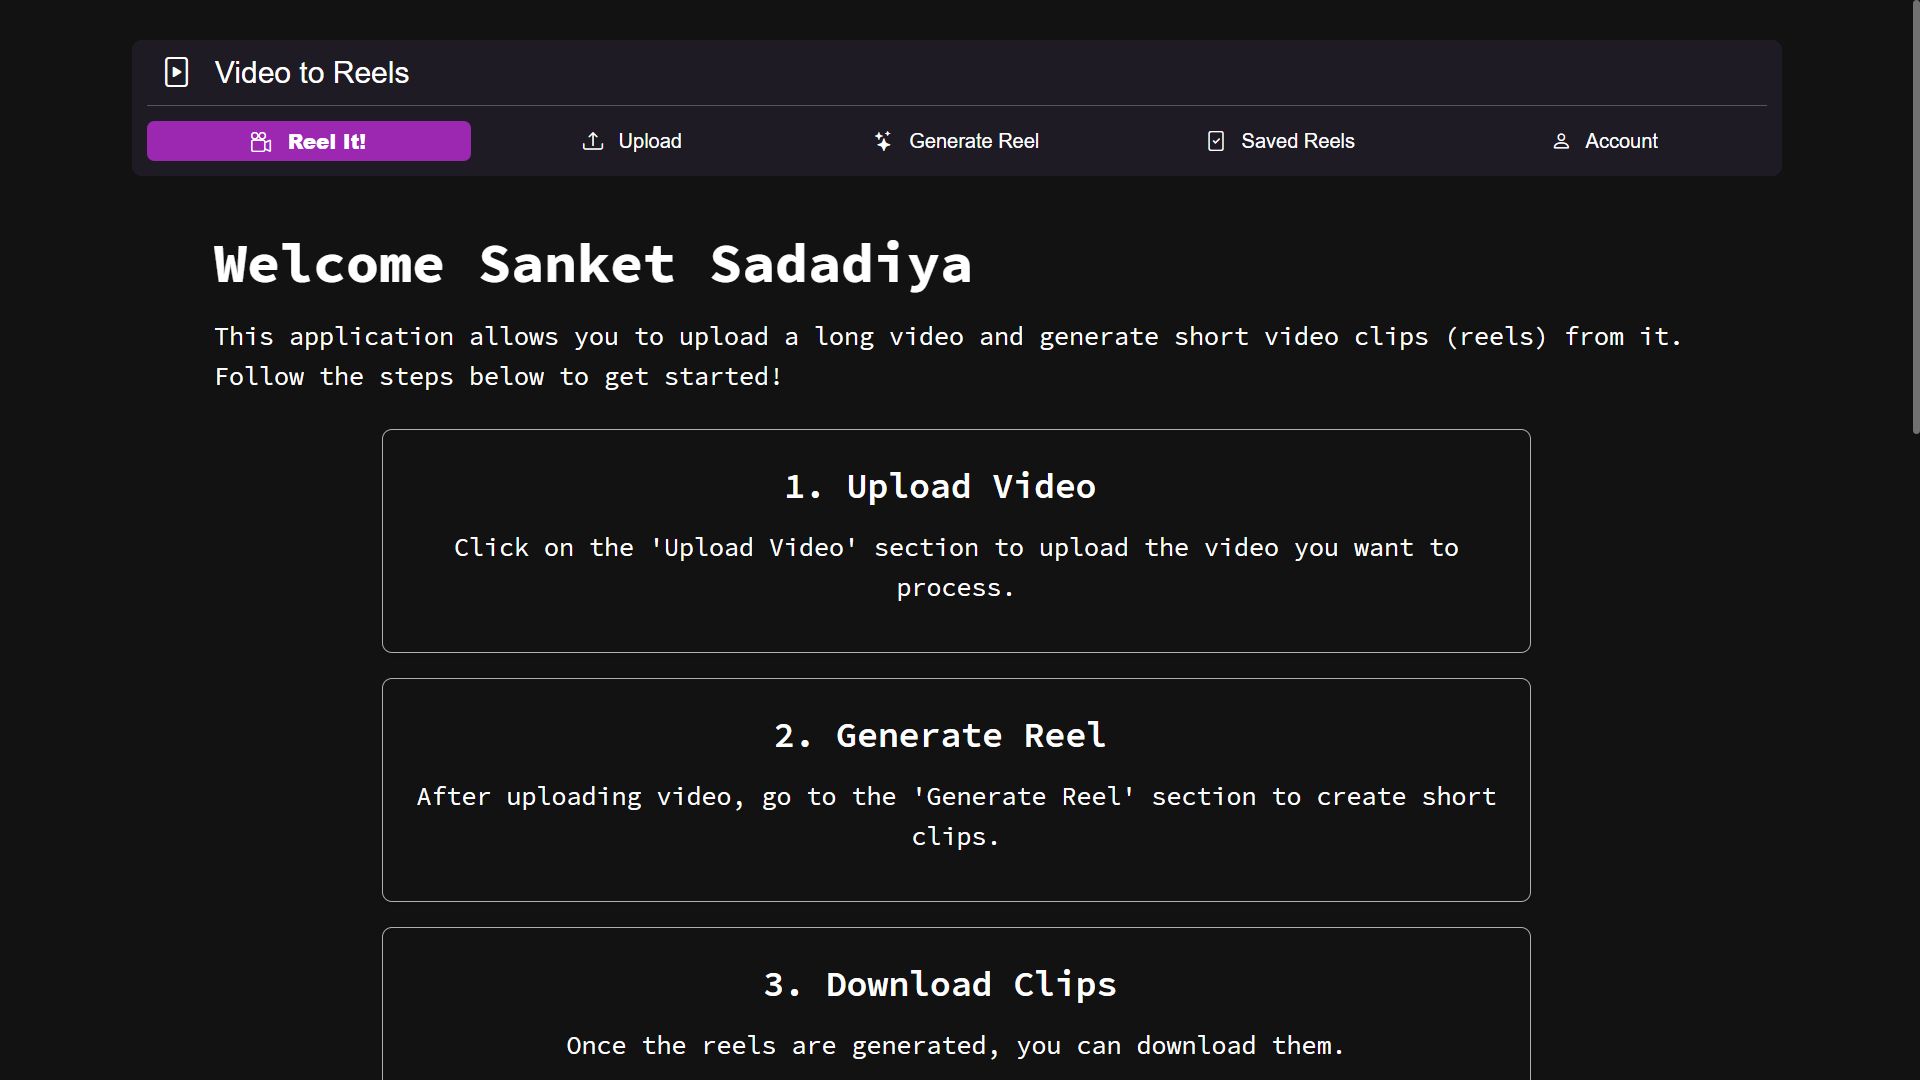 Video to Reels
Reel It!
Upload
Generate Reel
Saved Reels
Account
Welcome Sanket Sadadiya
This application allows you to upload a long video and generate short video clips (reels) from it.
Follow the steps below to get started!
1. Upload Video
Click on the 'Upload Video' section to upload the video you want to
process.
2. Generate Reel
After uploading video, go to the 'Generate Reel' section to create short
clips.
3. Download Clips
Once the reels are generated, you can download them.